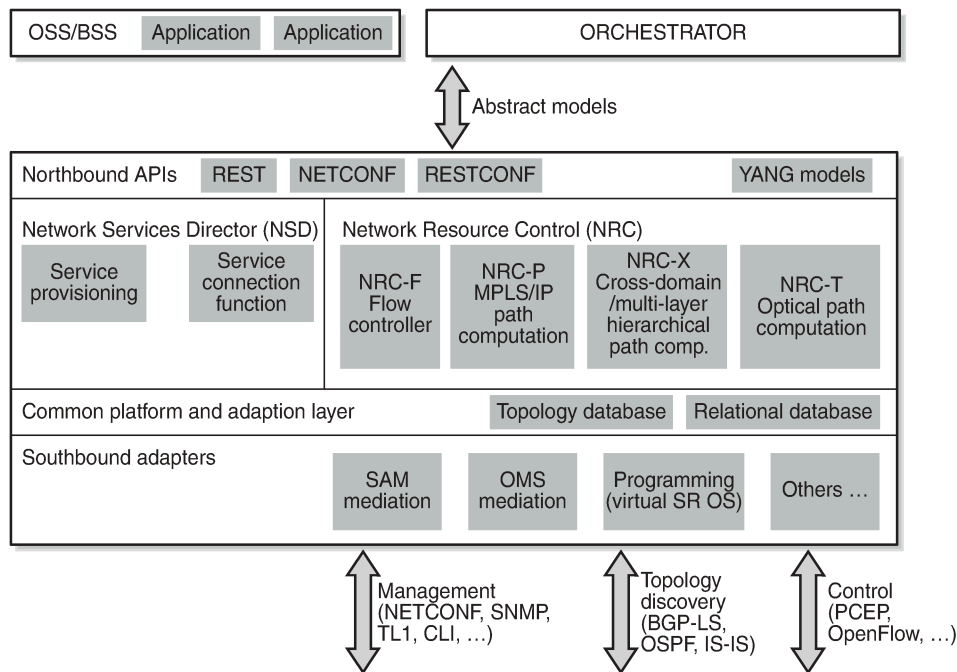 OSS/BSS
Application
Application
ORCHESTRATOR
Abstract models
Northbound APIs
REST
NETCONF
RESTCONF
YANG models
Network Services Director (NSD)
Service
provisioning
Service
connection
function
Network Resource Control (NRC)
NRC-F
Flow
controller
NRC-P
MPLS/IP
path
computation
NRC-X
Cross-domain
/multi-layer
hierarchical
path comp.
NRC-T
Optical path
computation
Common platform and adaption layer
Topology database
Relational database
Southbound adapters
SAM
mediation
OMS
mediation
Programming
(virtual SR OS)
Others …
Management
(NETCONF, SNMP,
TL1, CLI, …)
Topology
discovery
(BGP-LS,
OSPF, IS-IS)
Control
(PCEP,
OpenFlow, …)